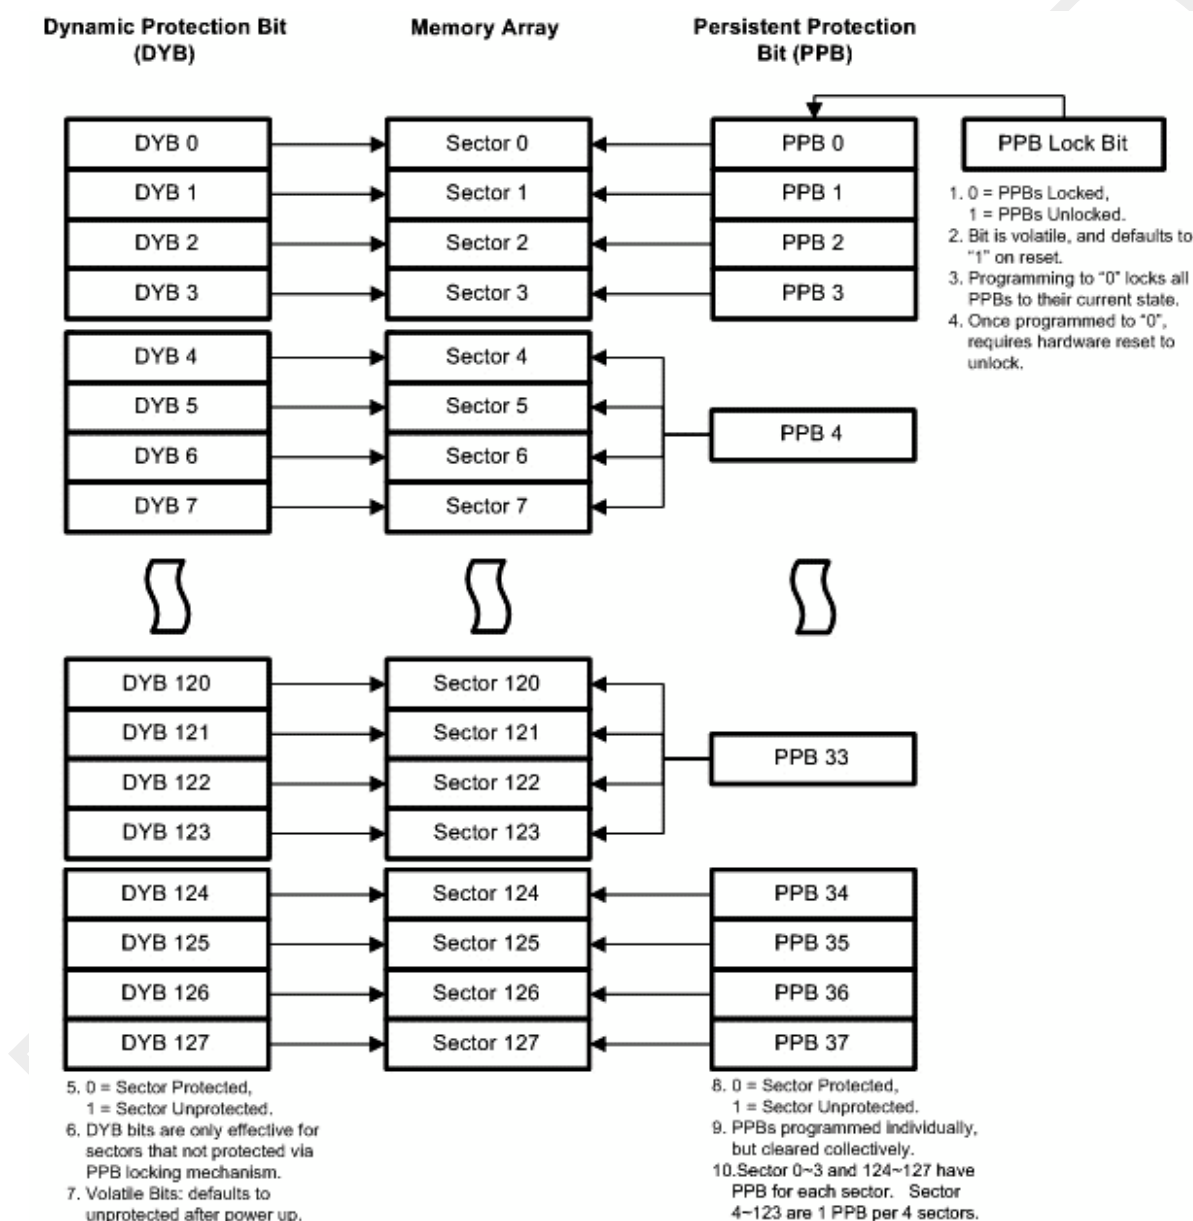 Dynamic Protection Bit
(DYB)
Memory Array
Persistent Protection
Bit (PPB)
DYB 0
Sector 0
PPB 0
PPB Lock Bit
DYB 1
Sector 1
PPB 1
DYB 2
Sector 2
PPB 2
DYB 3
Sector 3
PPB 3
1. 0 = PPBs Locked,
1 = PPBs Unlocked.
2. Bit is volatile, and defaults to
"1" on reset.
3. Programming to "0" locks all
PPBs to their current state.
4. Once programmed to "0",
requires hardware reset to
unlock.
DYB 4
Sector 4
DYB 5
Sector 5
DYB 6
Sector 6
DYB 7
Sector 7
PPB 4
DYB 120
Sector 120
DYB 121
Sector 121
DYB 122
Sector 122
DYB 123
Sector 123
PPB 33
DYB 124
Sector 124
PPB 34
DYB 125
Sector 125
PPB 35
DYB 126
Sector 126
PPB 36
DYB 127
Sector 127
PPB 37
5. 0 = Sector Protected,
1 = Sector Unprotected.
6. DYB bits are only effective for
sectors that not protected via
PPB locking mechanism.
7. Volatile Bits: defaults to
unprotected after power up.
8. 0 = Sector Protected,
1 = Sector Unprotected.
9. PPBs programmed individually,
but cleared collectively.
10.Sector 0~3 and 124~127 have
PPB for each sector. Sector
4~123 are 1 PPB per 4 sectors.